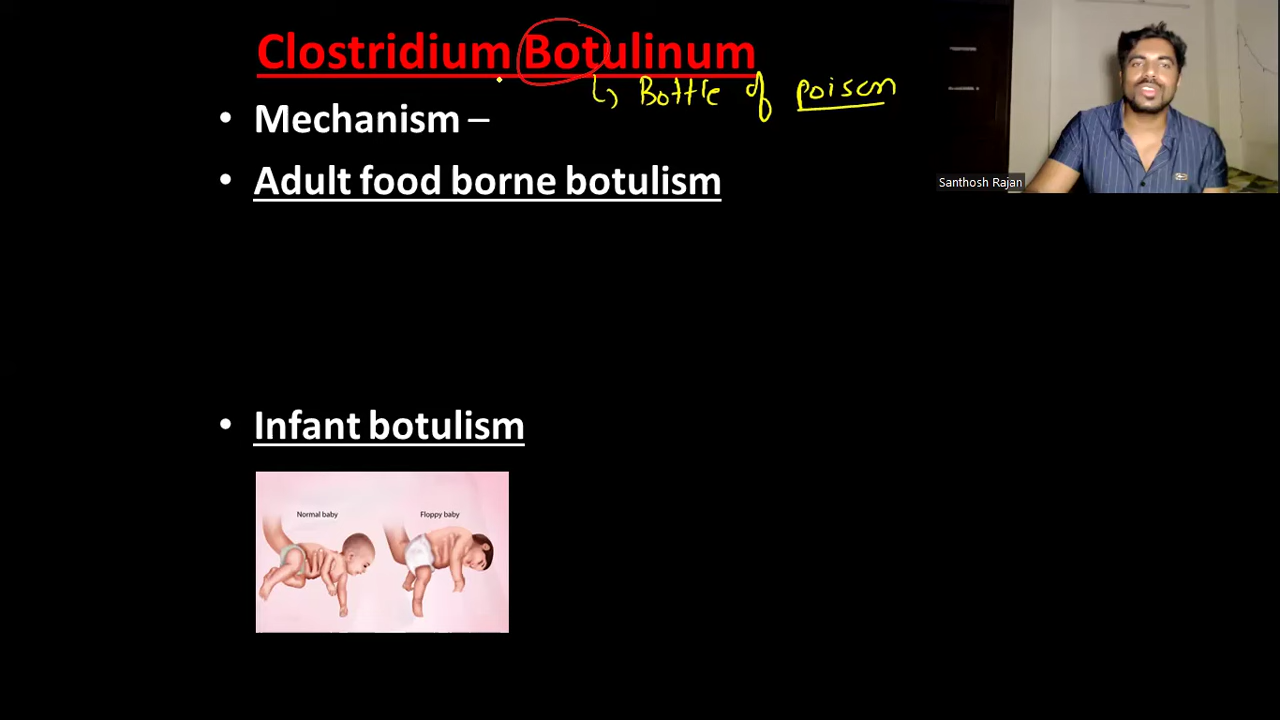 Clostridium Botulinum
↳ Bottle of poison
• Mechanism –
• Adult food borne botulism
Santhosh Rajan
• Infant botulism
Normal baby
Floppy baby